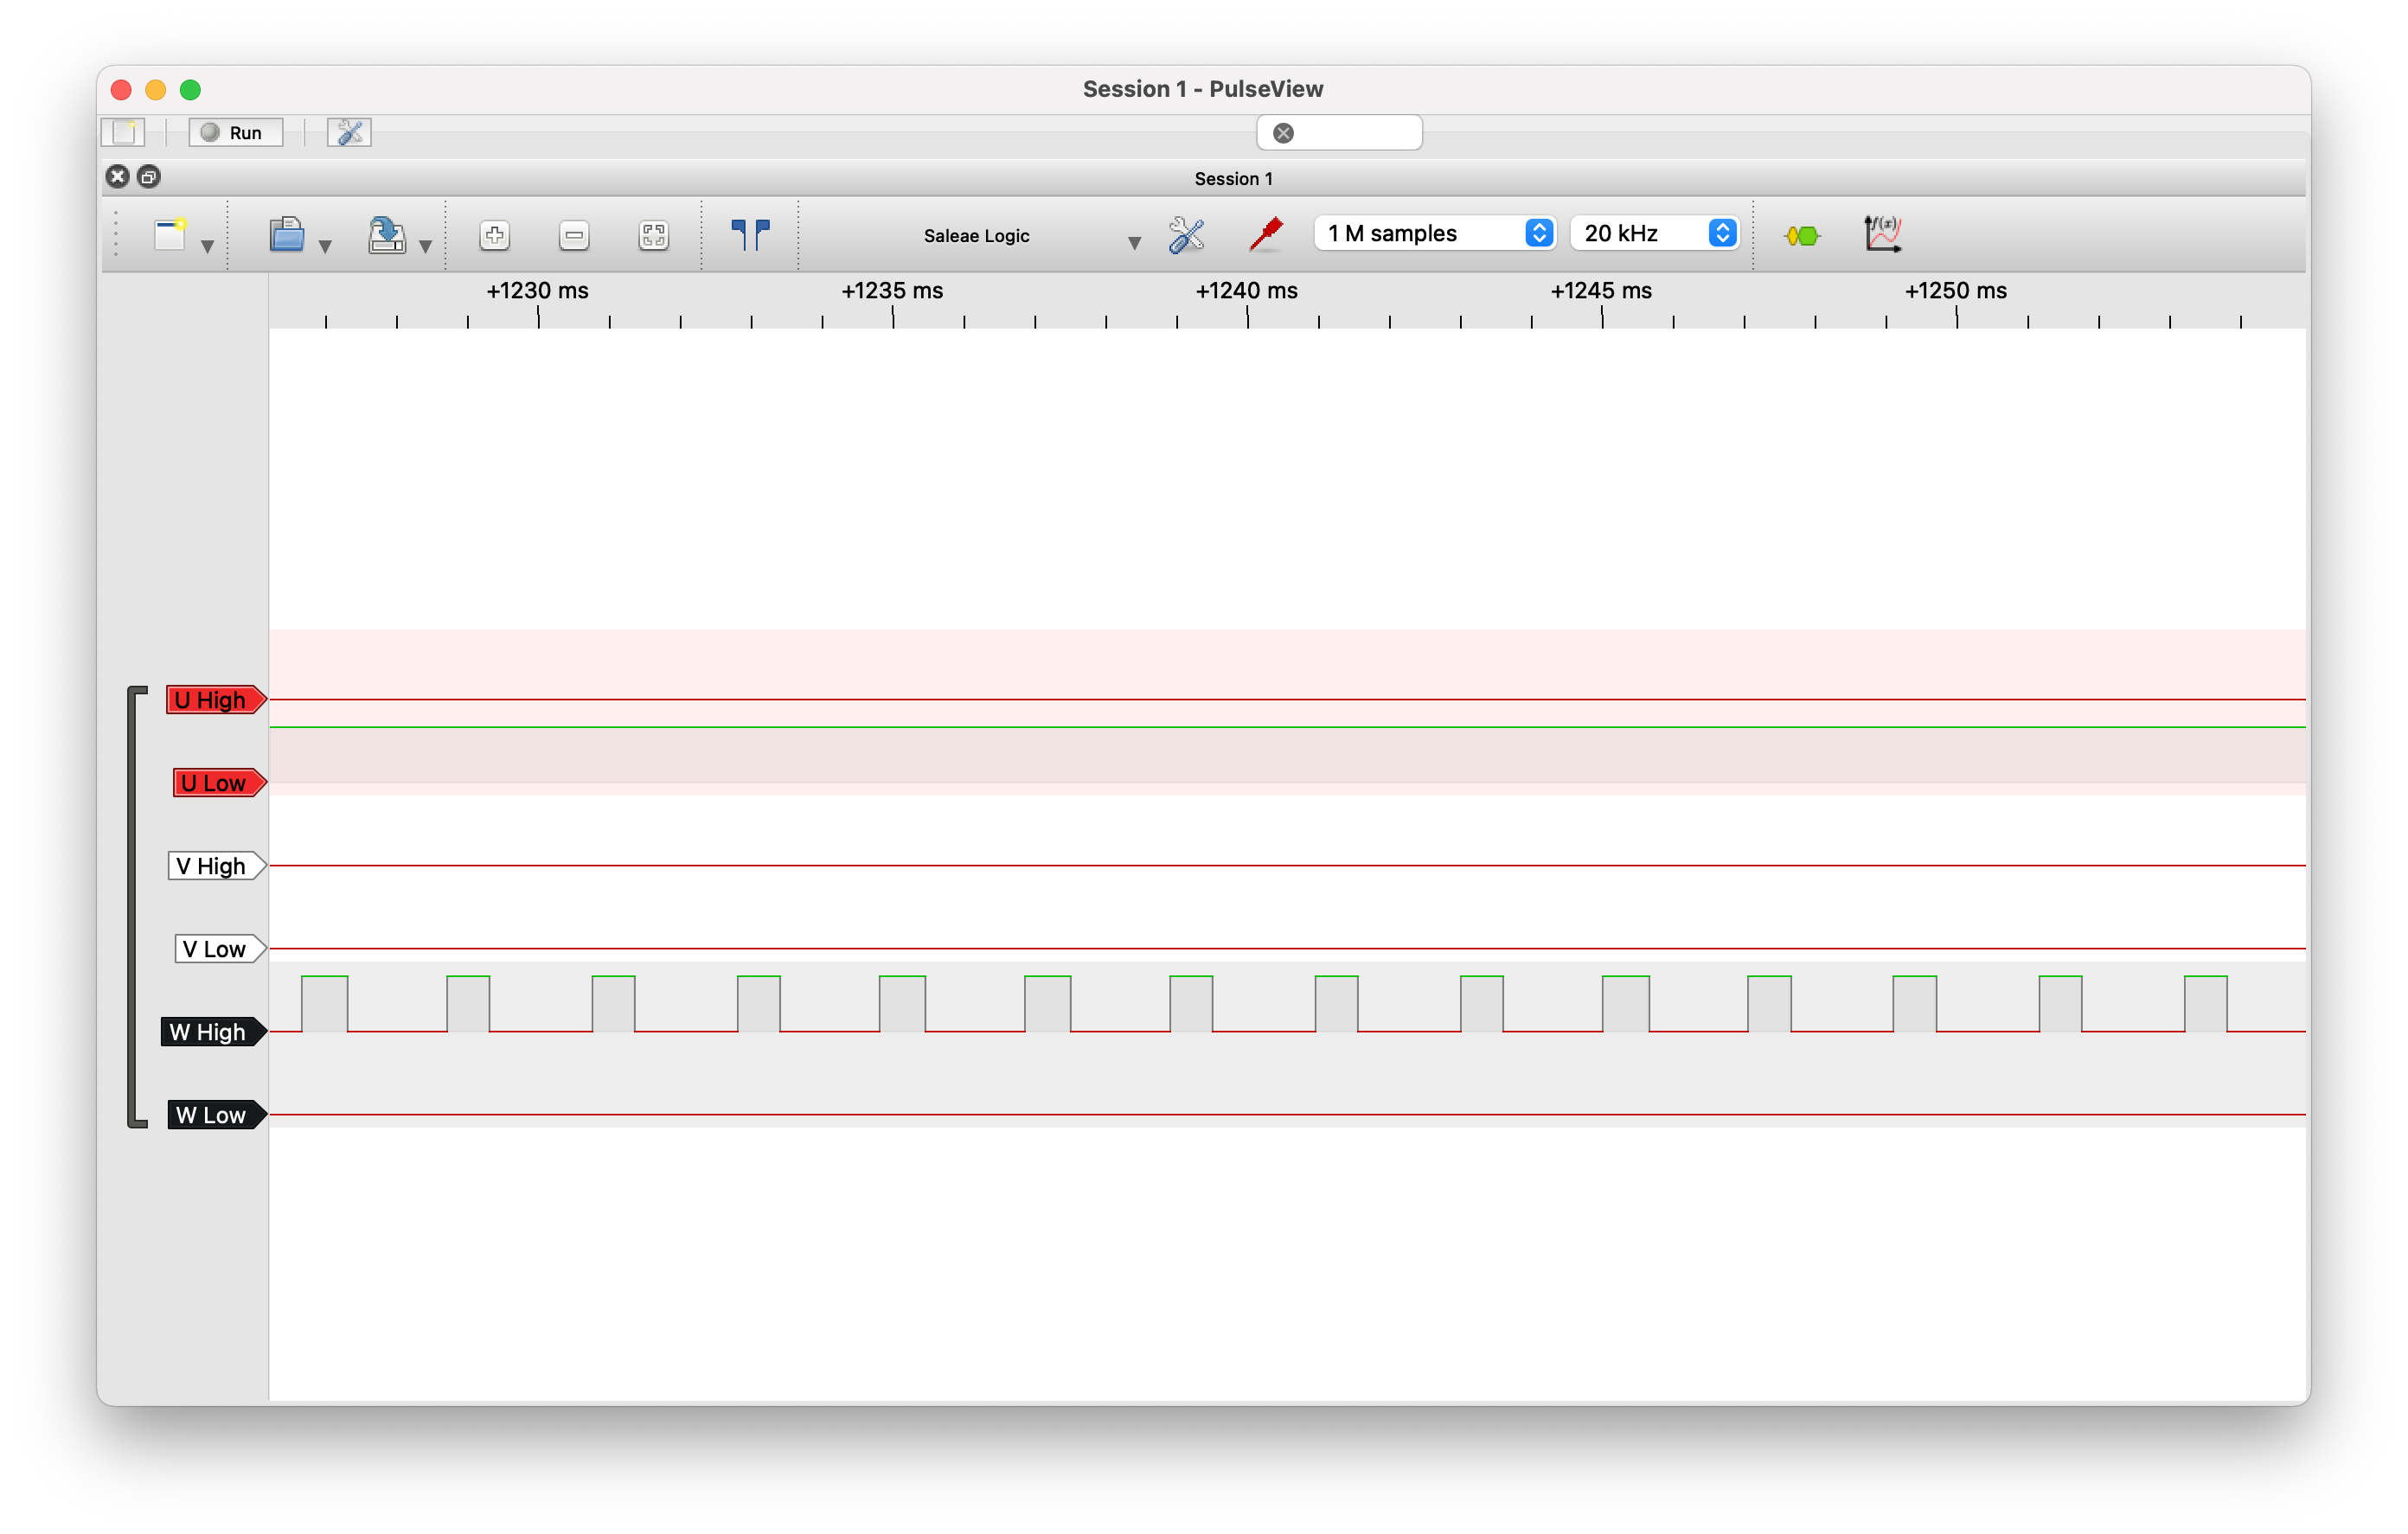 Session 1 - PulseView
Run
Session 1
Saleae Logic
1 M samples
20 kHz
f(x)
+1230 ms
+1235 ms
+1240 ms
+1245 ms
+1250 ms
U High
U Low
V High
V Low
W High
W Low